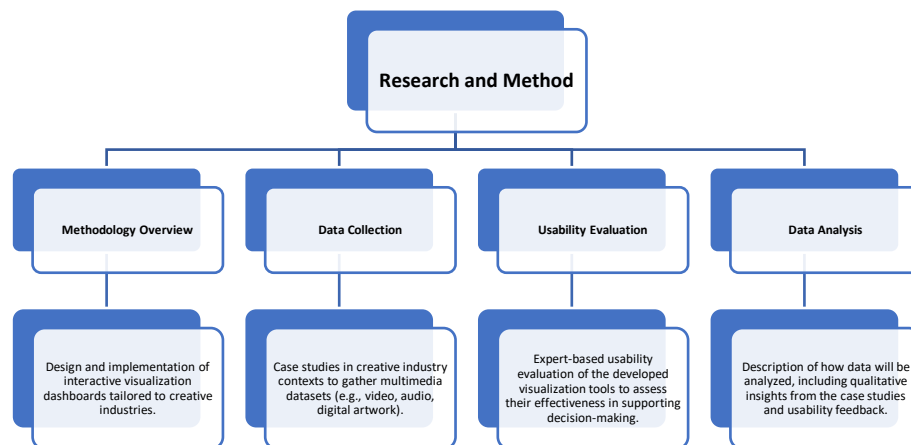 Research and Method
Methodology Overview
Data Collection
Usability Evaluation
Data Analysis
Design and implementation of
interactive visualization
dashboards tailored to creative
industries.
Case studies in creative industry
contexts to gather multimedia
datasets (e.g., video, audio,
digital artwork).
Expert-based usability
evaluation of the developed
visualization tools to assess
their effectiveness in supporting
decision-making.
Description of how data will be
analyzed, including qualitative
insights from the case studies
and usability feedback.